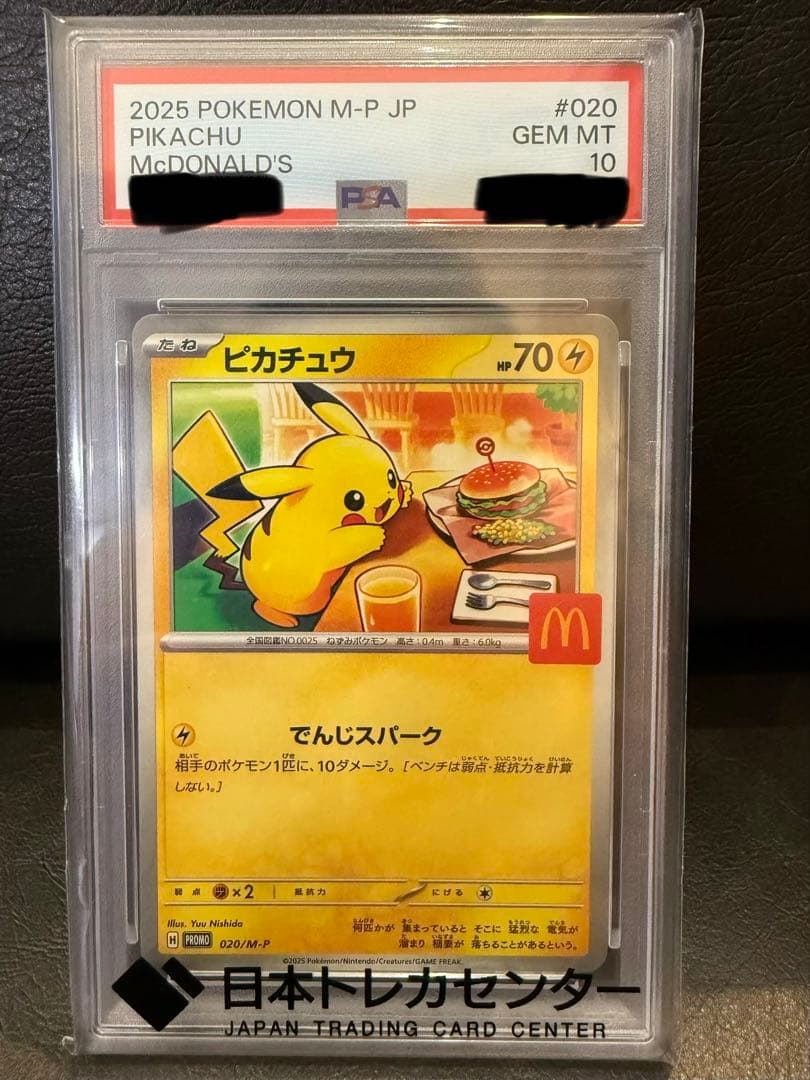 2025 POKEMON M-P JP #020
PIKACHU GEM MT
McDONALD'S 10
PSA
たね ピカチュウ HP70
全国図鑑NO.0025 ねずみポケモン 高さ:0.4m 重さ:6.0kg
でんじスパーク
相手のポケモン1匹に、10ダメージ。[ベンチは弱点・抵抗力を計算
しない。]
弱点 ×2 抵抗力 にげる
Illus. Yuu Nishida
何匹かが 集まっていると そこに 猛烈な 電気が
溜まり 稲妻が 落ちることがあるという。
H PROMO 020/M-P
©2025 Pokémon/Nintendo/Creatures/GAME FREAK.
日本トレカセンター
JAPAN TRADING CARD CENTER